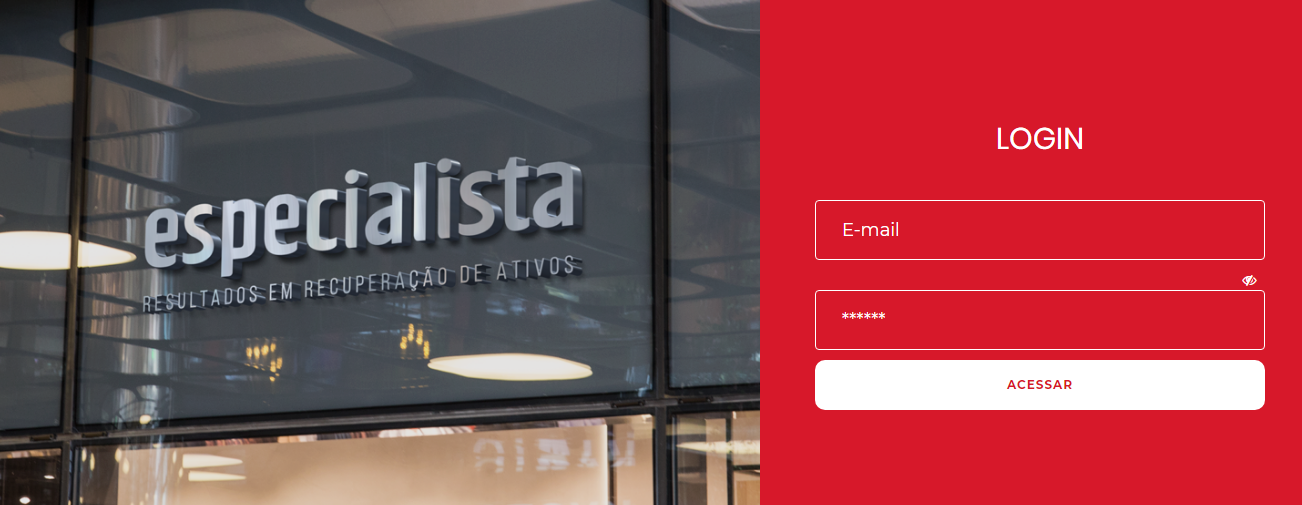 especialista
RESULTADOS EM RECUPERAÇÃO DE ATIVOS
LOGIN
E-mail
******
ACESSAR